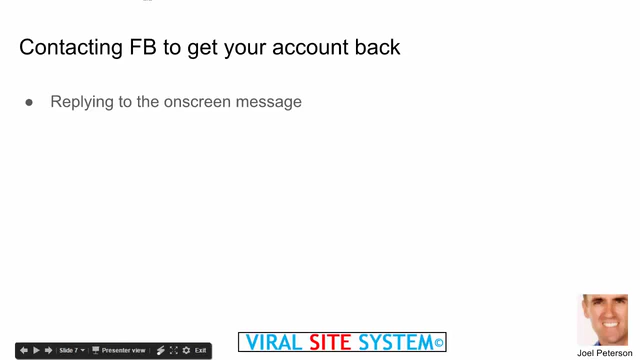 Contacting FB to get your account back
● Replying to the onscreen message
Slide 7
Presenter view
Exit
VIRAL SITE SYSTEM©
Joel Peterson